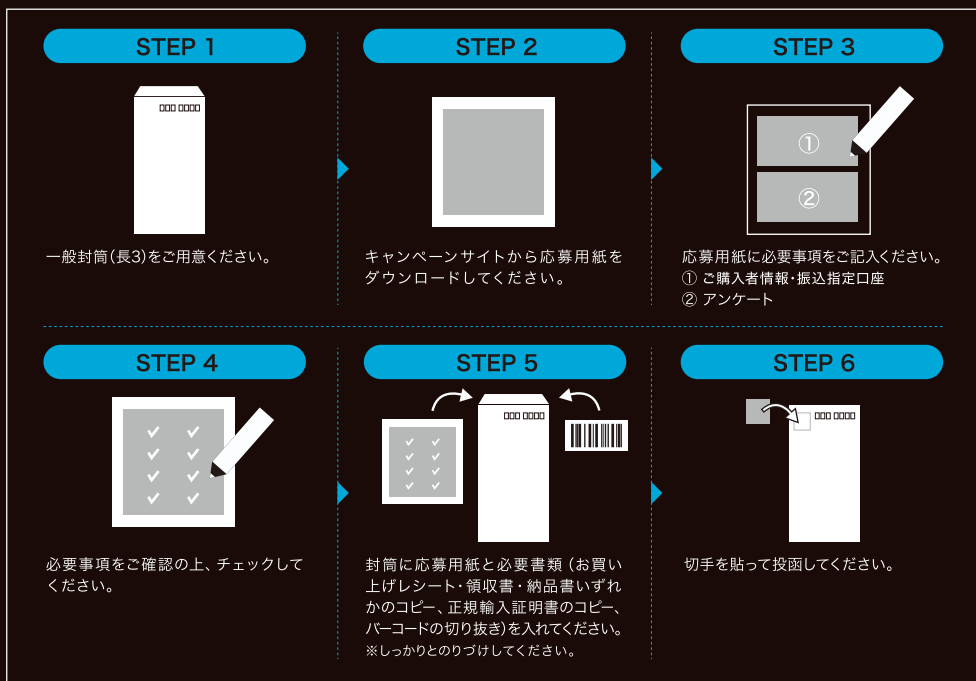 STEP 1
一般封筒(長3)をご用意ください。
STEP 2
キャンペーンサイトから応募用紙を
ダウンロードしてください。
STEP 3
①
②
応募用紙に必要事項をご記入ください。
① ご購入者情報・振込指定口座
② アンケート
STEP 4
必要事項をご確認の上、チェックして
ください。
STEP 5
封筒に応募用紙と必要書類（お買い
上げレシート・領収書・納品書いずれ
かのコピー、正規輸入証明書のコピー、
バーコードの切り抜き)を入れてください。
※しっかりとのりづけしてください。
STEP 6
切手を貼って投函してください。